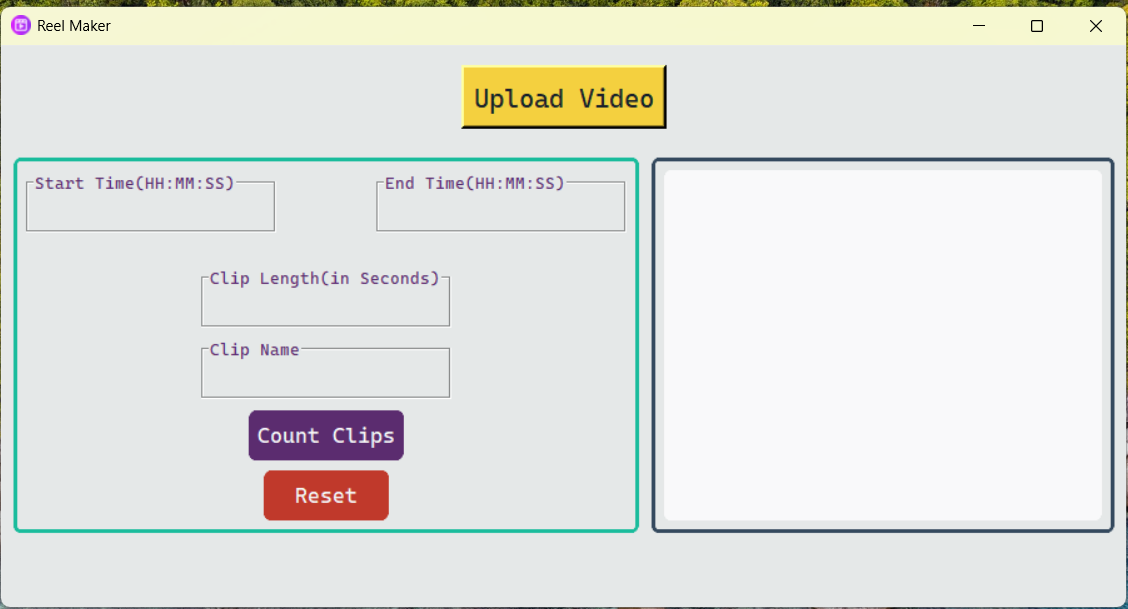 Reel Maker
Upload Video
Start Time(HH:MM:SS)
End Time(HH:MM:SS)
Clip Length(in Seconds)
Clip Name
Count Clips
Reset